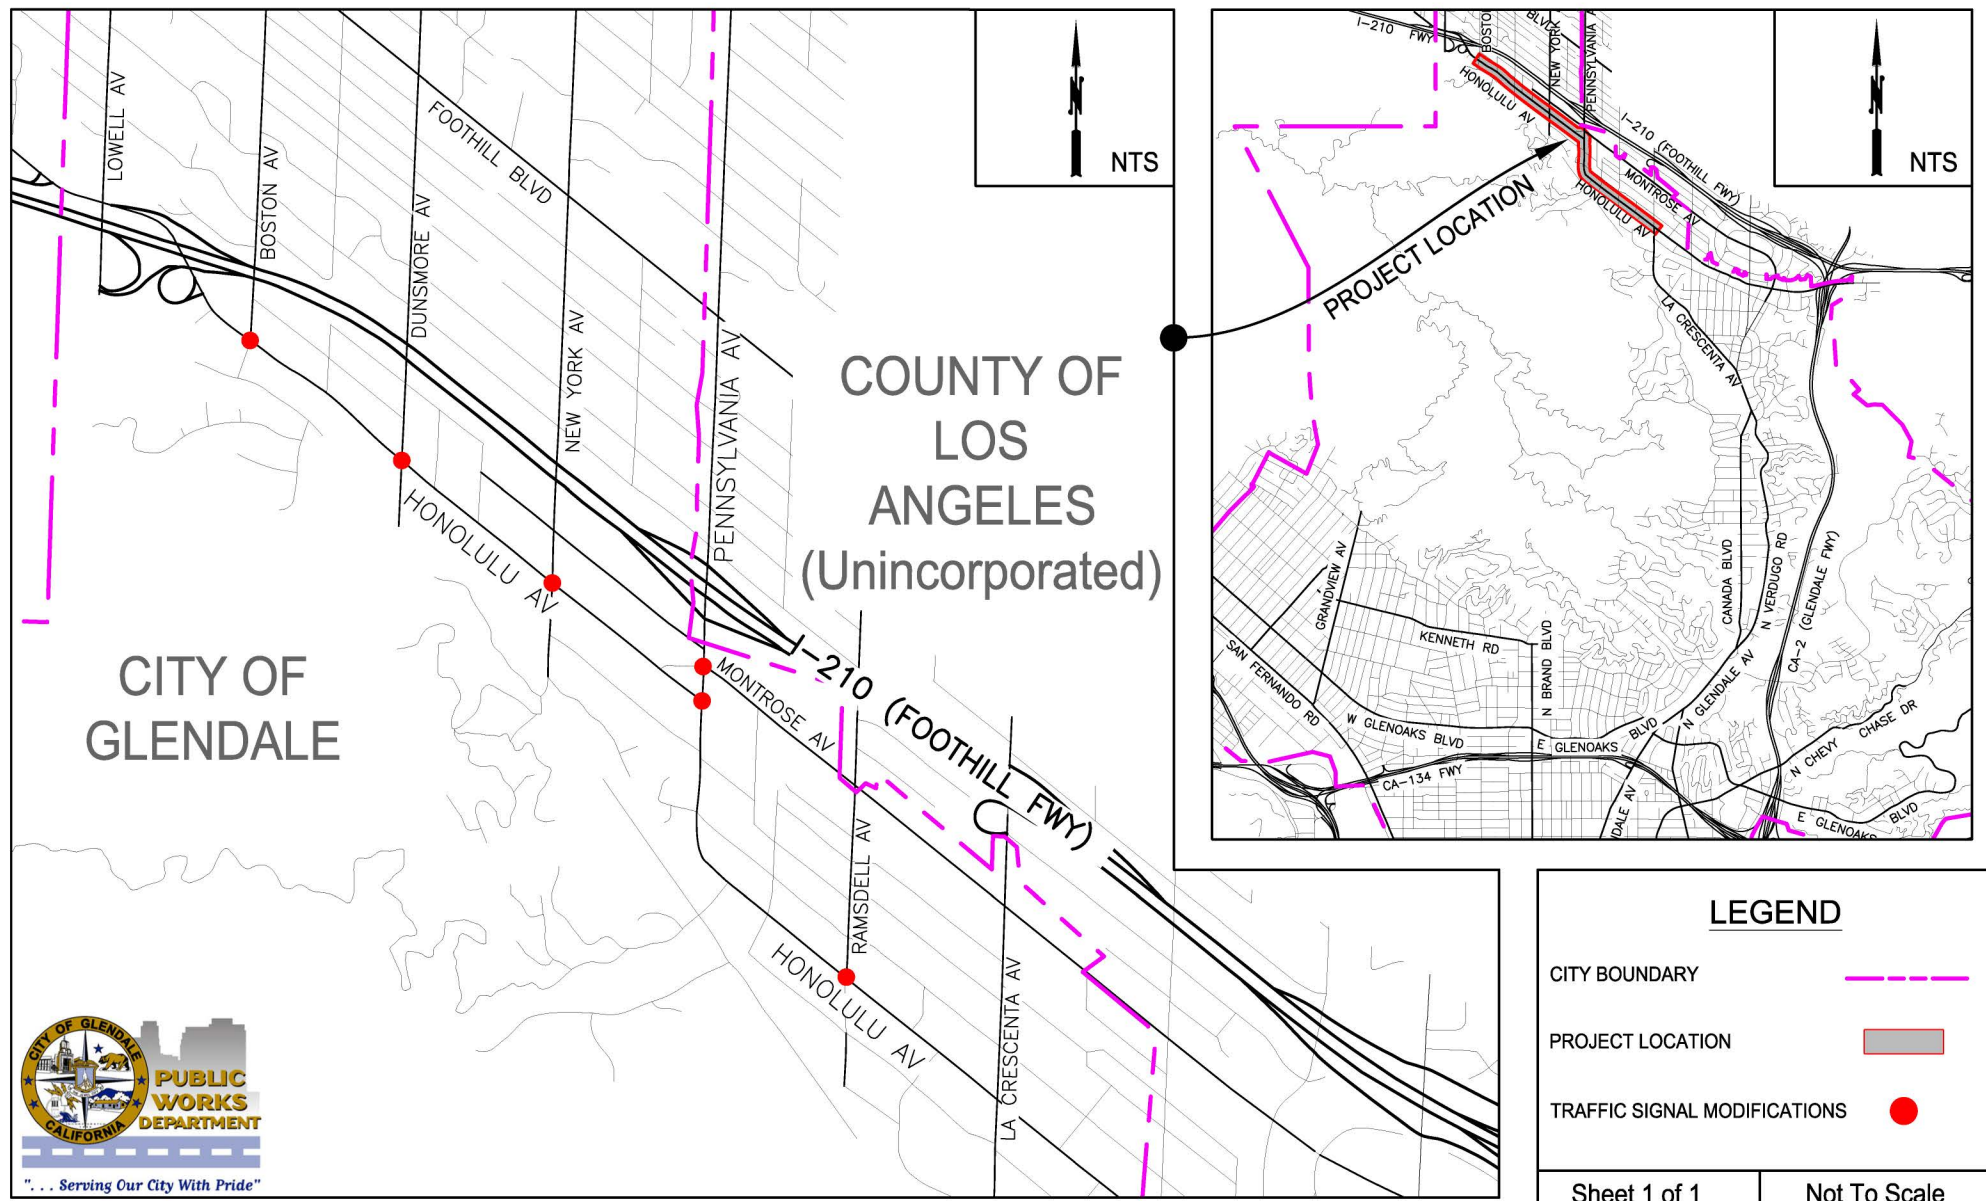 LOWELL AV
BOSTON AV
DUNSMORE AV
FOOTHILL BLVD
NEW YORK AV
PENNSYLVANIA AV
NTS
COUNTY OF
LOS
ANGELES
(Unincorporated)
HONOLULU AV
CITY OF
GLENDALE
MONTROSE AV
I-210 (FOOTHILL FWY)
RAMSDELL AV
HONOLULU AV
LA CRESCENTA AV
CITY OF GLENDALE
CALIFORNIA
PUBLIC
WORKS
DEPARTMENT
". . . Serving Our City With Pride"
PROJECT LOCATION
I-210 FWY
BOSTO
BLVD
NEW YORK
PENNSYLVANIA A
NTS
HONOLULU AV
I-210 (FOOTHILL FWY)
MONTROSE AV
HONOLULU AV
LA CRESCENTA AV
CANADA BLVD
N VERDUGO RD
CA-2 (GLENDALE FWY)
GRANDVIEW AV
KENNETH RD
N BRAND BLVD
SAN FERNANDO RD
W GLENOAKS BLVD
E GLENOAKS BLVD
N GLENDALE AV
CA-134 FWY
N CHEVY CHASE DR
NDALE AV
E GLENOAKS BLVD
LEGEND
CITY BOUNDARY
PROJECT LOCATION
TRAFFIC SIGNAL MODIFICATIONS
Sheet 1 of 1
Not To Scale